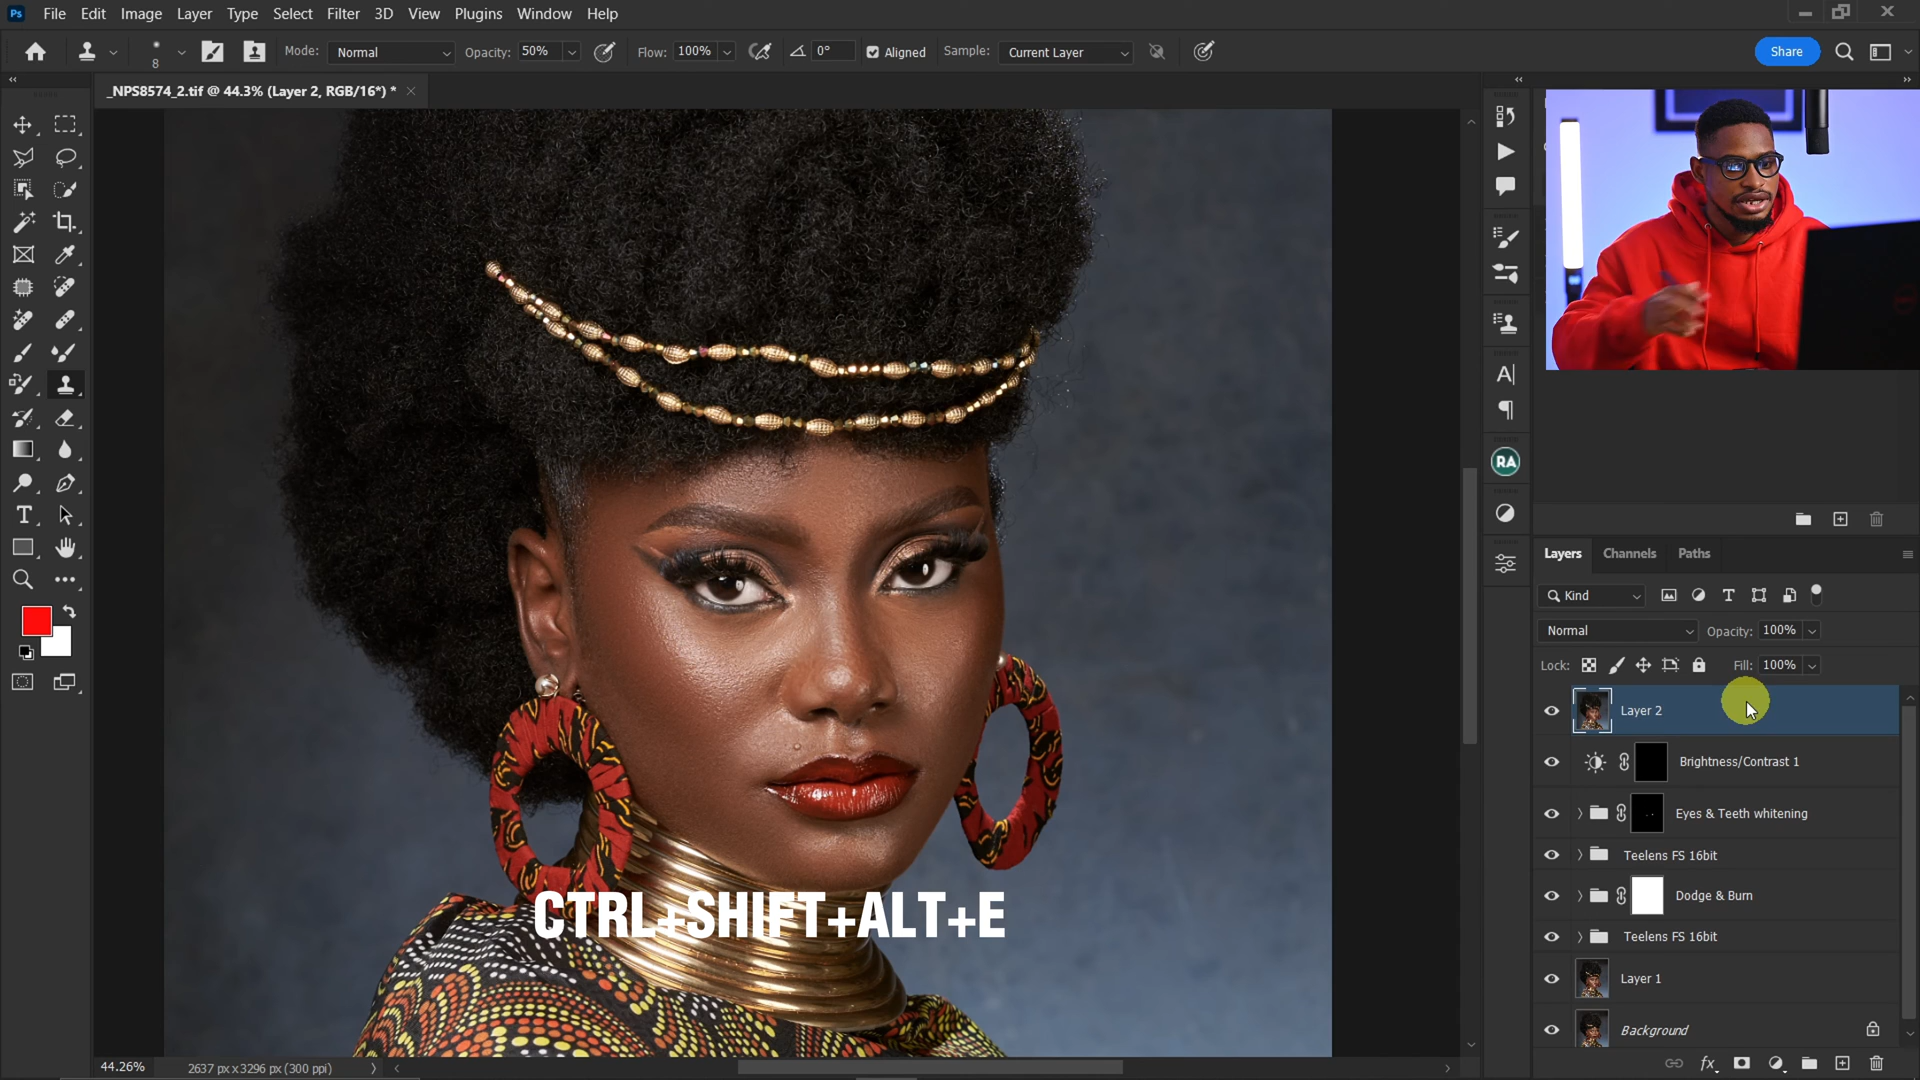 Ps File Edit Image Layer Type Select Filter 3D View Plugins Window Help
8 Mode: Normal Opacity: 50% Flow: 100% 0° Aligned Sample: Current Layer Share
_NPS8574_2.tif @ 44.3% (Layer 2, RGB/16*) *
A
RA
T
Layers Channels Paths
Kind T
Normal Opacity: 100%
Lock: Fill: 100%
Layer 2
Brightness/Contrast 1
Eyes & Teeth whitening
Teelens FS 16bit
Dodge & Burn
CTRL+SHIFT+ALT+E
Teelens FS 16bit
Layer 1
Background
44.26% 2637 px x 3296 px (300 ppi) fx